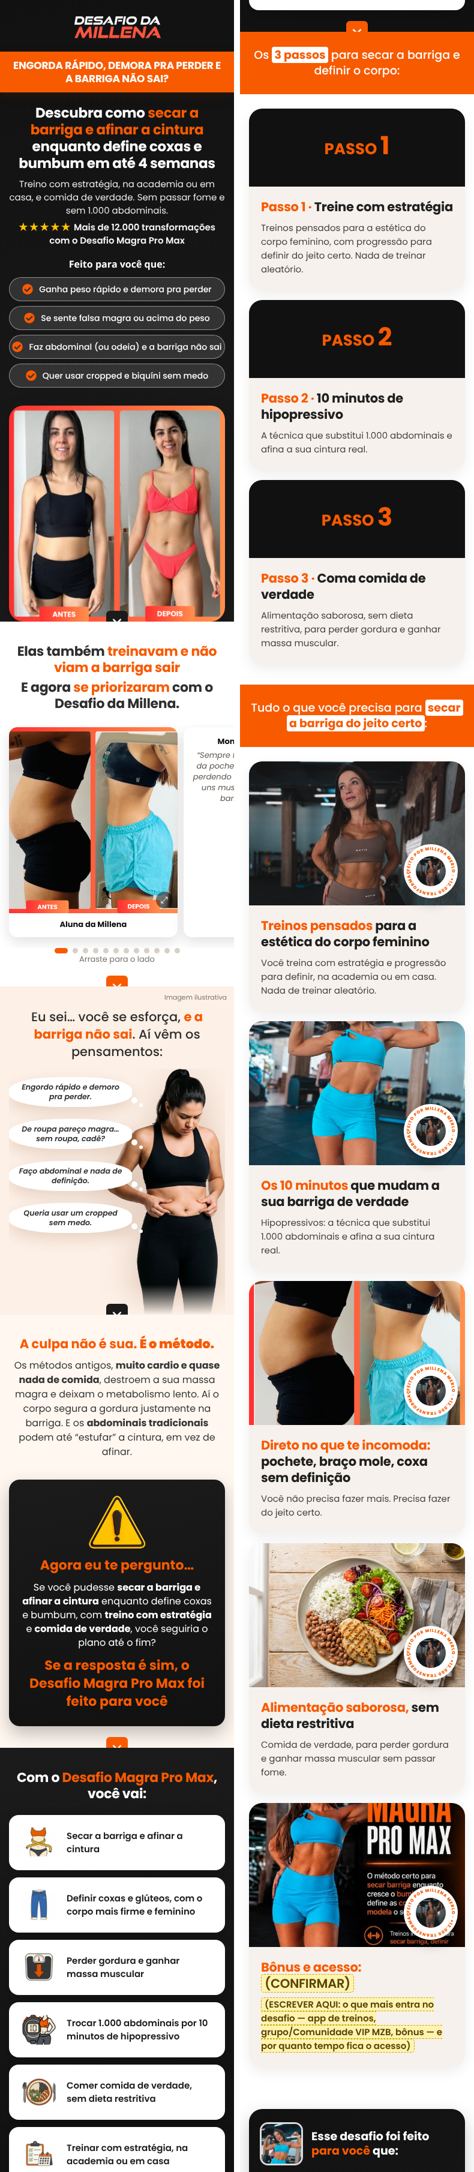 DESAFIO DA
MILLENA
ENGORDA RÁPIDO, DEMORA PRA PERDER E
A BARRIGA NÃO SAI?
Descubra como secar a
barriga e afinar a cintura
enquanto define coxas e
bumbum em até 4 semanas
Treino com estratégia, na academia ou em
casa, e comida de verdade. Sem passar fome e
sem 1.000 abdominais.
★★★★★ Mais de 12.000 transformações
com o Desafio Magra Pro Max
Feito para você que:
Ganha peso rápido e demora pra perder
Se sente falsa magra ou acima do peso
Faz abdominal (ou odeia) e a barriga não sai
Quer usar cropped e biquíni sem medo
ANTES
DEPOIS
Elas também treinavam e não
viam a barriga sair
E agora se priorizaram com o
Desafio da Millena.
ANTES
DEPOIS
Aluna da Millena
Mon
"Sempre
da poche
perdendo
uns mus
bar
Arraste para o lado
Imagem ilustrativa
Eu sei... você se esforça, e a
barriga não sai. Aí vêm os
pensamentos:
Engordo rápido e demoro
pra perder.
De roupa pareço magra...
sem roupa, cadê?
Faço abdominal e nada de
definição.
Queria usar um cropped
sem medo.
A culpa não é sua. É o método.
Os métodos antigos, muito cardio e quase
nada de comida, destroem a sua massa
magra e deixam o metabolismo lento. Aí o
corpo segura a gordura justamente na
barriga. E os abdominais tradicionais
podem até "estufar" a cintura, em vez de
afinar.
Agora eu te pergunto...
Se você pudesse secar a barriga e
afinar a cintura enquanto define coxas
e bumbum, com treino com estratégia
e comida de verdade, você seguiria o
plano até o fim?
Se a resposta é sim, o
Desafio Magra Pro Max foi
feito para você
Com o Desafio Magra Pro Max,
você vai:
Secar a barriga e afinar a
cintura
Definir coxas e glúteos, com o
corpo mais firme e feminino
Perder gordura e ganhar
massa muscular
Trocar 1.000 abdominais por 10
minutos de hipopressivo
Comer comida de verdade,
sem dieta restritiva
Treinar com estratégia, na
academia ou em casa
Os 3 passos para secar a barriga e
definir o corpo:
PASSO 1
Passo 1 · Treine com estratégia
Treinos pensados para a estética do
corpo feminino, com progressão para
definir do jeito certo. Nada de treinar
aleatório.
PASSO 2
Passo 2 · 10 minutos de
hipopressivo
A técnica que substitui 1.000 abdominais e
afina a sua cintura real.
PASSO 3
Passo 3 · Coma comida de
verdade
Alimentação saborosa, sem dieta
restritiva, para perder gordura e ganhar
massa muscular.
Tudo o que você precisa para secar
a barriga do jeito certo:
Treinos pensados para a
estética do corpo feminino
Você treina com estratégia e progressão
para definir, na academia ou em casa.
Nada de treinar aleatório.
Os 10 minutos que mudam a
sua barriga de verdade
Hipopressivos: a técnica que substitui
1.000 abdominais e afina a sua cintura
real.
Direto no que te incomoda:
pochete, braço mole, coxa
sem definição
Você não precisa fazer mais. Precisa fazer
do jeito certo.
Alimentação saborosa, sem
dieta restritiva
Comida de verdade, para perder gordura
e ganhar massa muscular sem passar
fome.
MAGRA
PRO MAX
O método certo para
secar barriga enquanto
cresce o
define as
modela o
Treinos
secar barriga, definir
Bônus e acesso:
(CONFIRMAR)
(ESCREVER AQUI: o que mais entra no
desafio — app de treinos,
grupo/Comunidade VIP MZB, bônus — e
por quanto tempo fica o acesso)
Esse desafio foi feito
para você que: